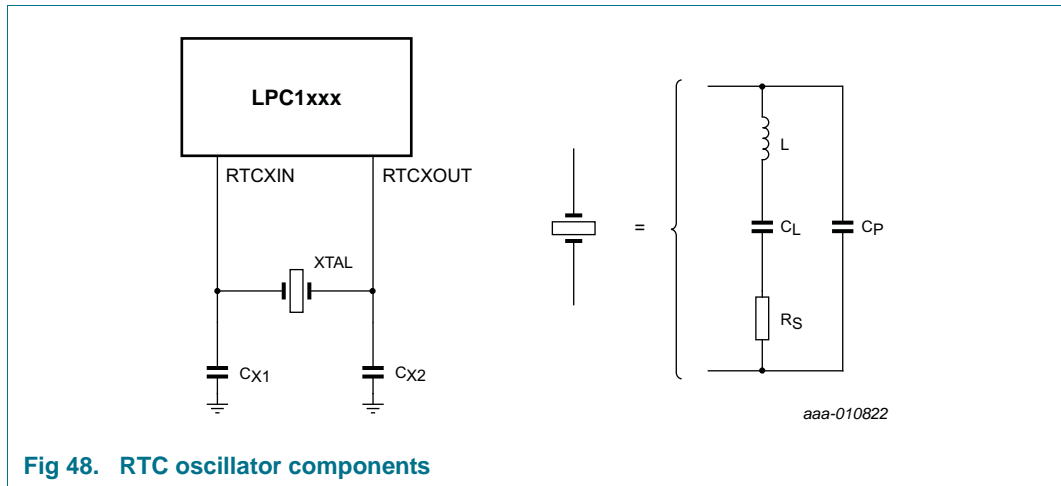 LPC1xxx
RTCXIN
RTCXOUT
XTAL
CX1
CX2
=
L
CL
CP
RS
aaa-010822
Fig 48. RTC oscillator components